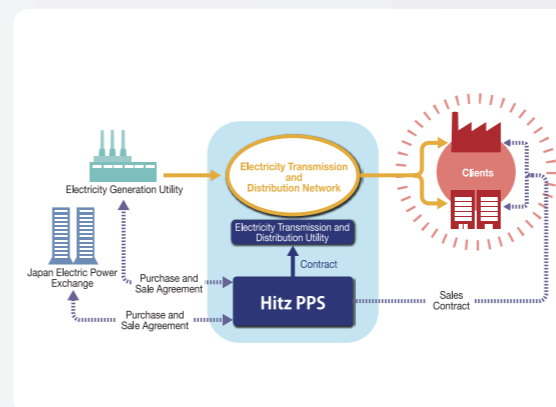 Electricity Transmission
and
Distribution Network
Clients
Electricity Generation Utility
Electricity Transmission and
Distribution Utility
Japan Electric Power
Exchange
Contract
Purchase and
Sale Agreement
Hitz PPS
Sales
Contract
Purchase and
Sale Agreement